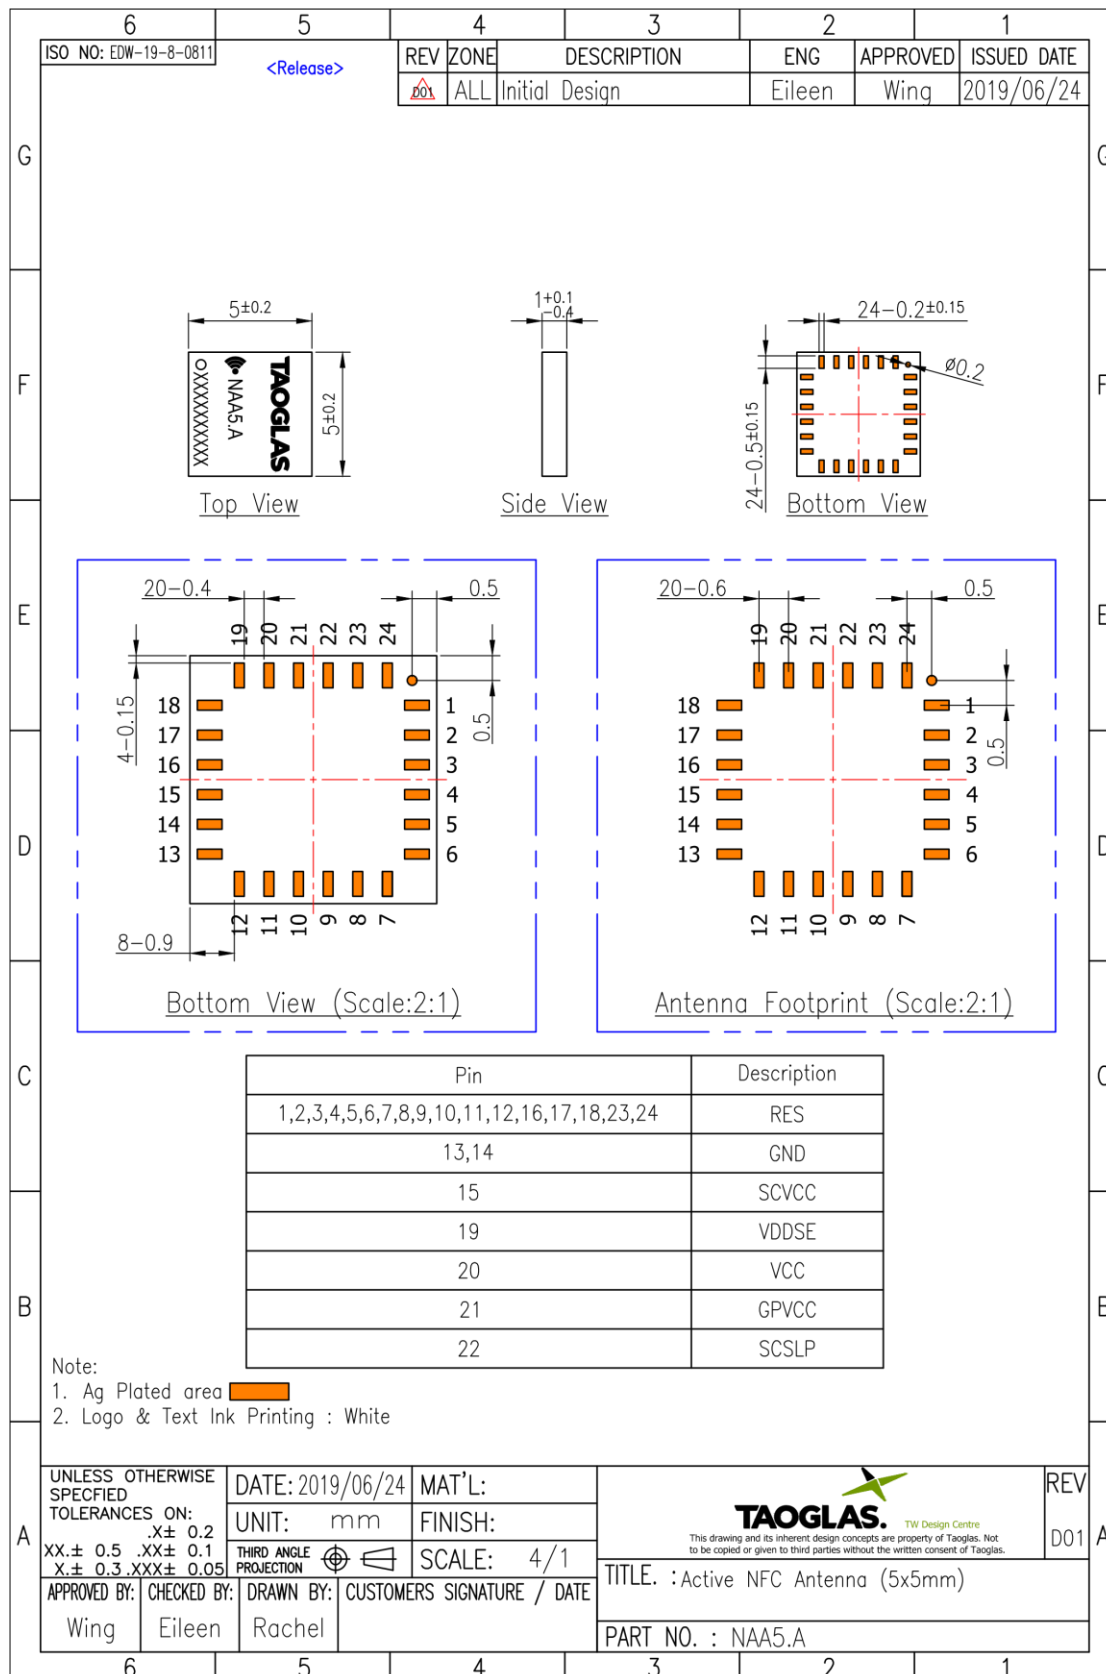 6 5 4 3 2 1
ISO NO: EDW-19-8-0811
<Release>
REV ZONE DESCRIPTION ENG APPROVED ISSUED DATE
D01 ALL Initial Design Eileen Wing 2019/06/24
G G
F F
E E
D D
C C
B B
A A
5±0.2
5±0.2
TAOGLAS
NAA5.A
OXXXXXXXXXX
Top View
1+0.1
-0.4
Side View
24-0.2±0.15
24-0.5±0.15
ø0.2
Bottom View
20-0.4 0.5
19 20 21 22 23 24
4-0.15
0.5
18 1
17 2
16 3
15 4
14 5
13 6
12 11 10 9 8 7
8-0.9
Bottom View (Scale:2:1)
20-0.6 0.5
19 20 21 22 23 24
0.5
18 1
17 2
16 3
15 4
14 5
13 6
12 11 10 9 8 7
Antenna Footprint (Scale:2:1)
Pin Description
1,2,3,4,5,6,7,8,9,10,11,12,16,17,18,23,24 RES
13,14 GND
15 SCVCC
19 VDDSE
20 VCC
21 GPVCC
22 SCSLP
Note:
1. Ag Plated area
2. Logo & Text Ink Printing : White
UNLESS OTHERWISE
SPECFIED
TOLERANCES ON:
.X± 0.2
XX.± 0.5 .XX± 0.1
X.± 0.3 .XXX± 0.05
DATE: 2019/06/24
UNIT: mm
THIRD ANGLE
PROJECTION
MAT'L:
FINISH:
SCALE: 4/1
TAOGLAS.
TW Design Centre
This drawing and its inherent design concepts are property of Taoglas. Not
to be copied or given to third parties without the written consent of Taoglas.
REV
D01
APPROVED BY: CHECKED BY: DRAWN BY: CUSTOMERS SIGNATURE / DATE
Wing Eileen Rachel
TITLE. : Active NFC Antenna (5x5mm)
PART NO. : NAA5.A
6 5 4 3 2 1